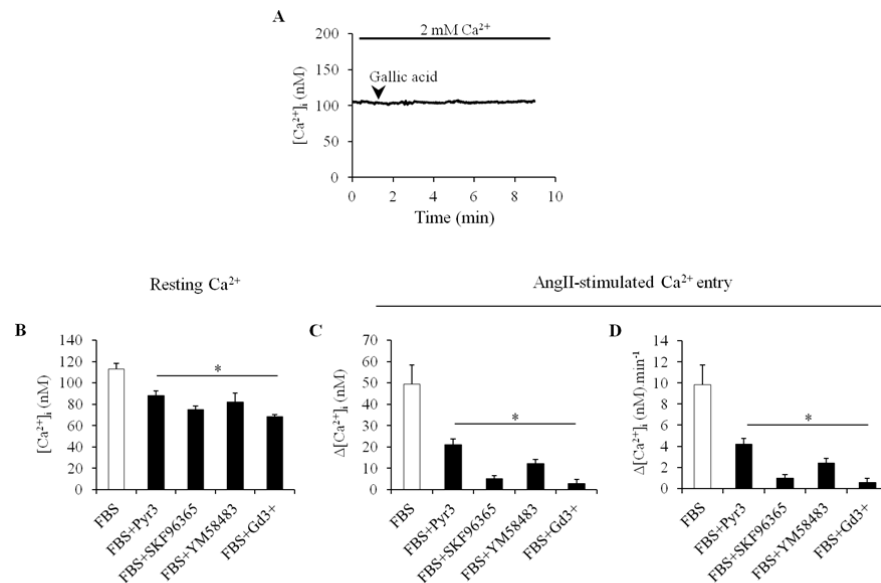 A
2 mM Ca²⁺
200
150
100
50
0
[Ca²⁺]ᵢ (nM)
Gallic acid
0 2 4 6 8 10
Time (min)
Resting Ca²⁺
AngII-stimulated Ca²⁺ entry
B
140
120
100
80
60
40
20
0
[Ca²⁺]ᵢ (nM)
*
FBS
FBS+Pyr3
FBS+SKF96365
FBS+YM58483
FBS+Gd3+
C
70
60
50
40
30
20
10
0
Δ[Ca²⁺]ᵢ (nM)
*
FBS
FBS+Pyr3
FBS+SKF96365
FBS+YM58483
FBS+Gd3+
D
14
12
10
8
6
4
2
0
Δ[Ca²⁺]ᵢ (nM).min⁻¹
*
FBS
FBS+Pyr3
FBS+SKF96365
FBS+YM58483
FBS+Gd3+